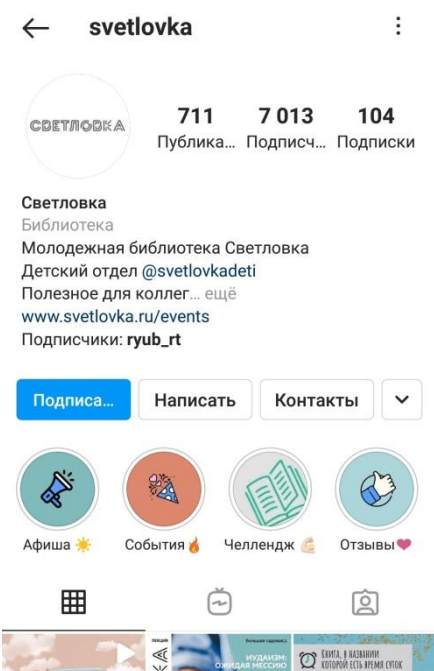 svetlovka
СВЕТЛОВКА
711 7 013 104
Публика... Подписч... Подписки
Светловка
Библиотека
Молодежная библиотека Светловка
Детский отдел @svetlovkadeti
Полезное для коллег... ещё
www.svetlovka.ru/events
Подписчики: ryub_rt
Подписа... Написать Контакты
Афиша События Челлендж Отзывы
ЛЕКЦИЯ
ИУДАИЗМ:
ОЖИДАЯ МЕССИЮ
КНИГА, В НАЗВАНИИ
КОТОРОЙ ЕСТЬ ВРЕМЯ СУТОК